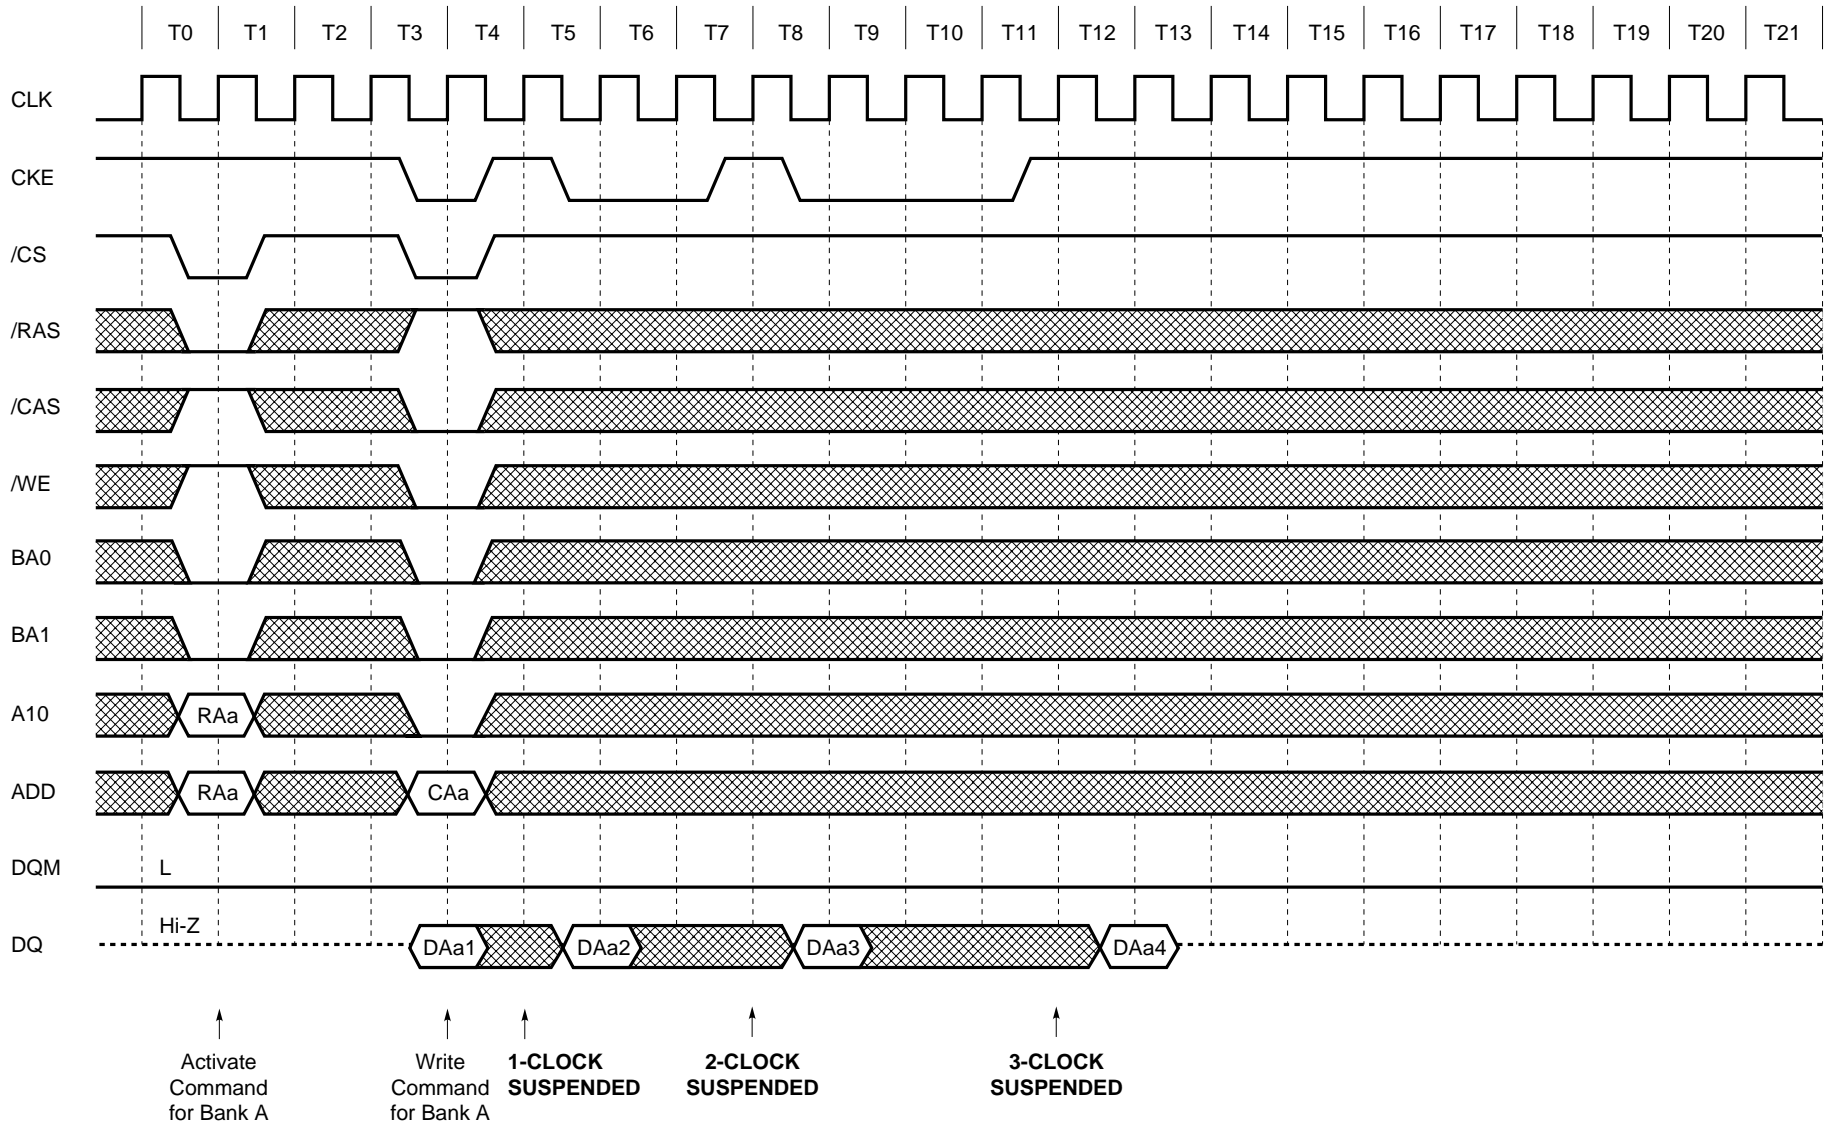 T0 T1 T2 T3 T4 T5 T6 T7 T8 T9 T10 T11 T12 T13 T14 T15 T16 T17 T18 T19 T20 T21
CLK
CKE
/CS
/RAS
/CAS
/WE
BA0
BA1
A10 RAa
ADD RAa CAa
DQM L
Hi-Z
DQ DAa1 DAa2 DAa3 DAa4
Activate
Command
for Bank A
Write
Command
for Bank A
1-CLOCK
SUSPENDED
2-CLOCK
SUSPENDED
3-CLOCK
SUSPENDED